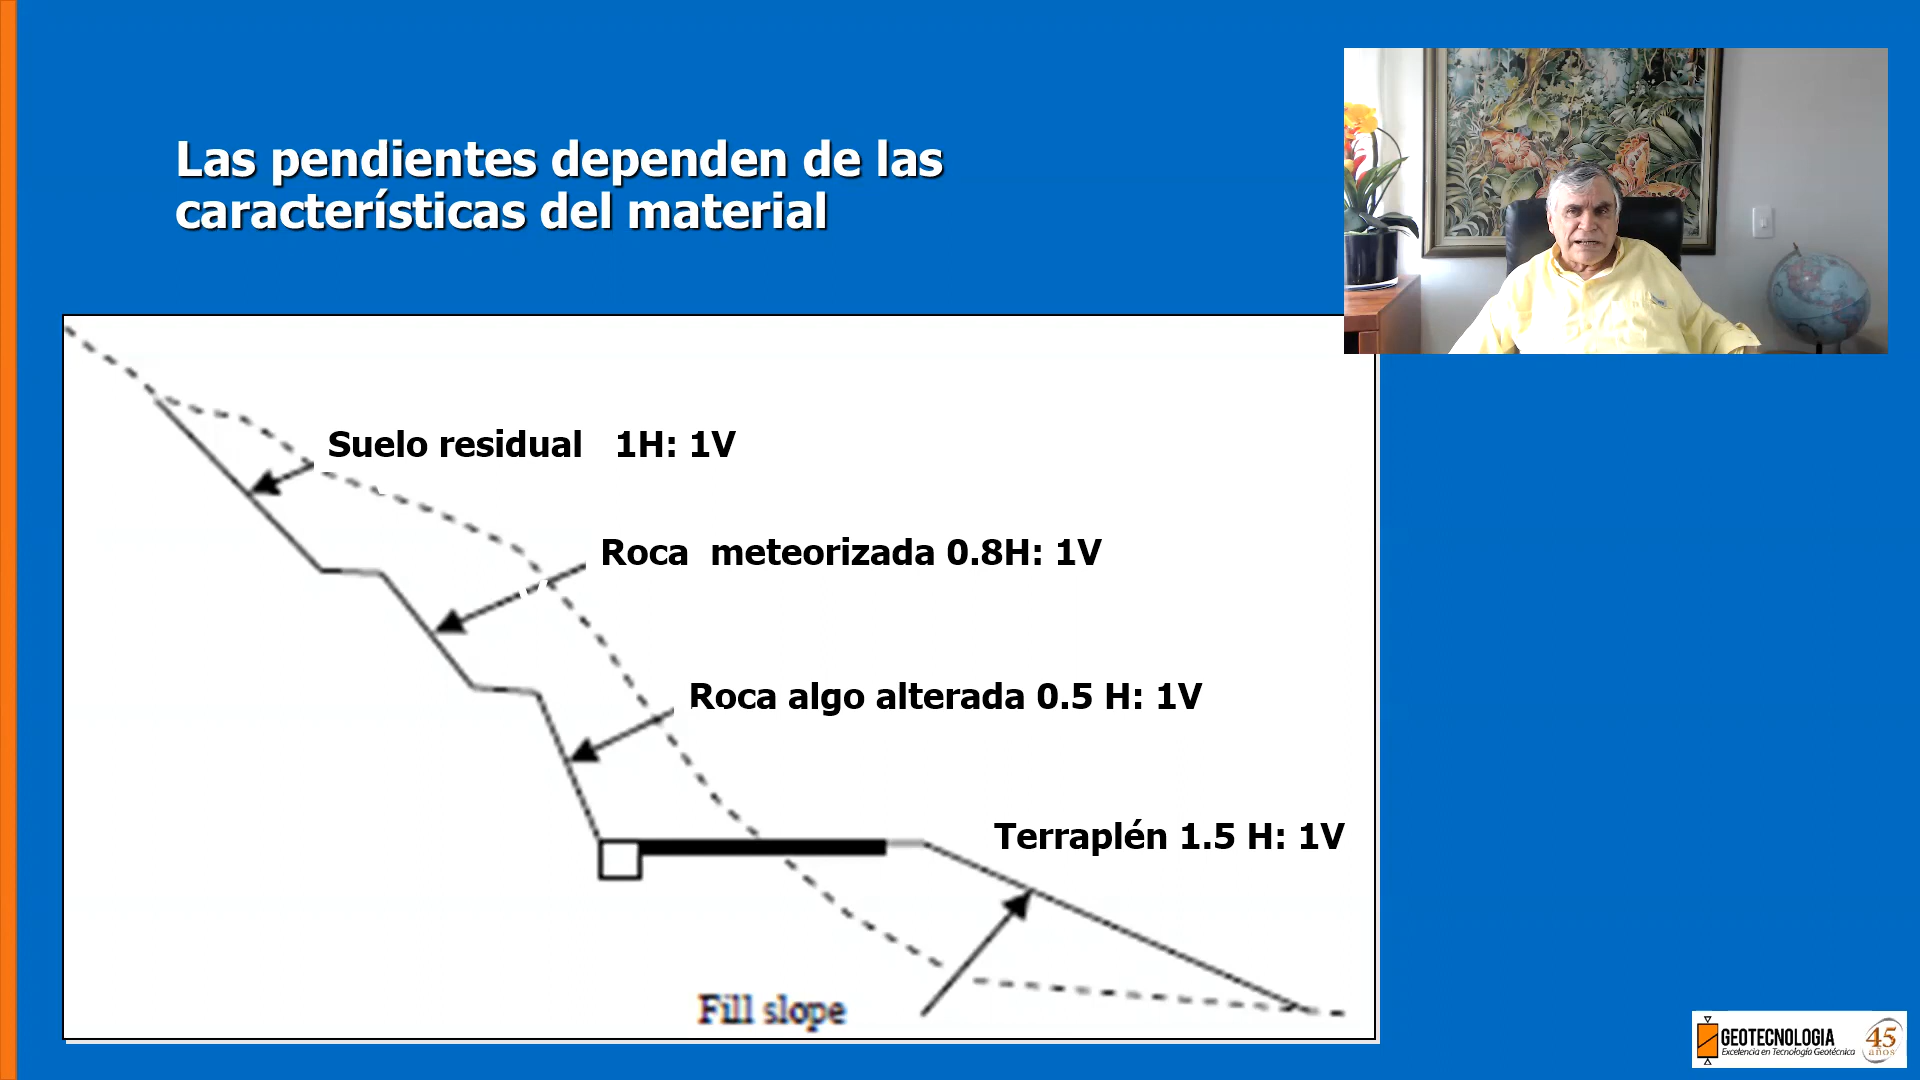 Las pendientes dependen de las
características del material
Suelo residual 1H: 1V
Roca meteorizada 0.8H: 1V
Roca algo alterada 0.5 H: 1V
Terraplén 1.5 H: 1V
Fill slope
GEOTECNOLOGIA
Excelencia en Tecnología Geotécnica
45
años